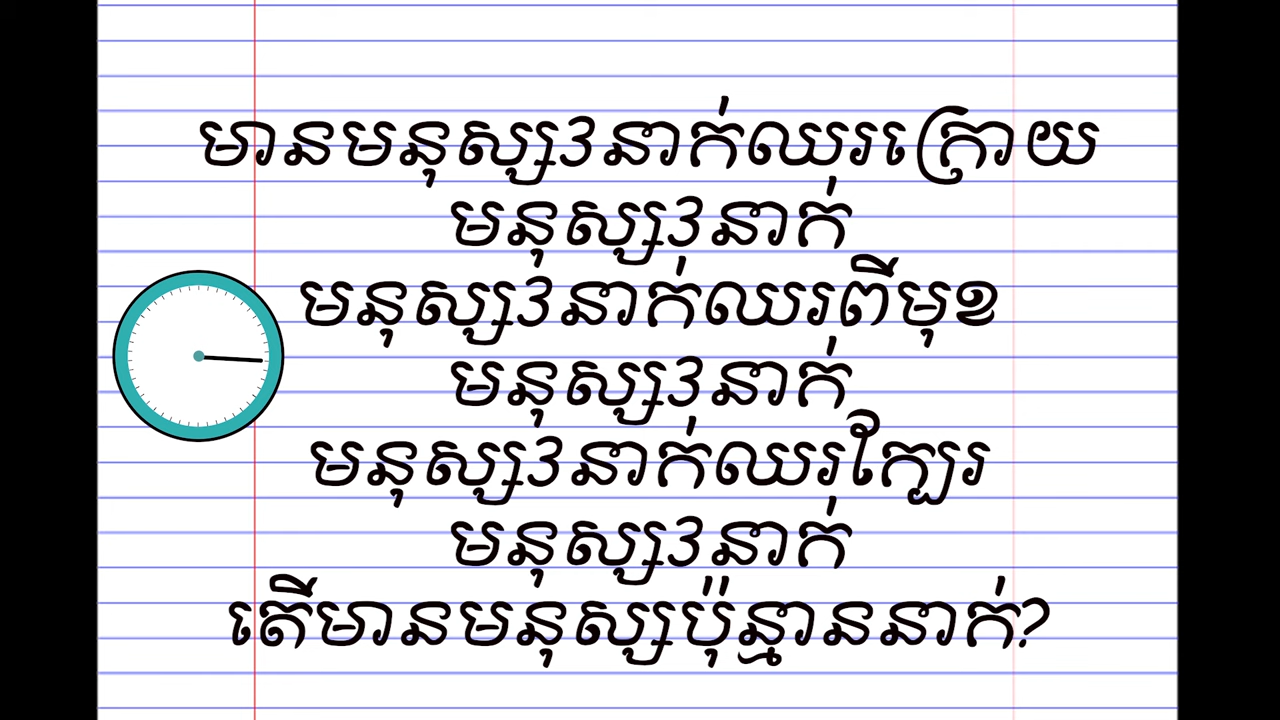 មានមនុស្ស3នាក់ឈរក្រោយ
មនុស្ស3នាក់
មនុស្ស3នាក់ឈរពីមុខ
មនុស្ស3នាក់
មនុស្ស3នាក់ឈរក្បែរ
មនុស្ស3នាក់
តើមានមនុស្សប៉ុន្មាននាក់?